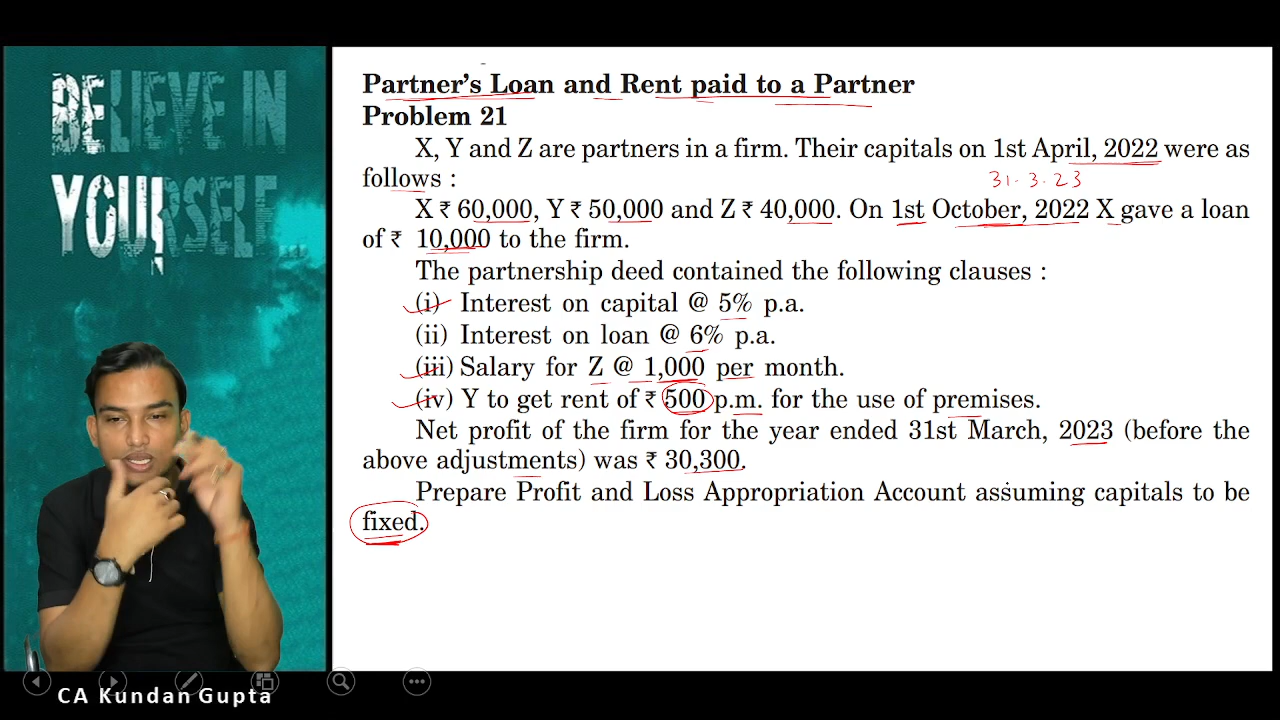 BELIEVE IN
YOURSELF...
Partner's Loan and Rent paid to a Partner
Problem 21
X, Y and Z are partners in a firm. Their capitals on 1st April, 2022 were as
follows :
31.3.23
X ₹ 60,000, Y ₹ 50,000 and Z ₹ 40,000. On 1st October, 2022 X gave a loan
of ₹ 10,000 to the firm.
The partnership deed contained the following clauses :
(i) Interest on capital @ 5% p.a.
(ii) Interest on loan @ 6% p.a.
(iii) Salary for Z @ 1,000 per month.
(iv) Y to get rent of ₹ 500 p.m. for the use of premises.
Net profit of the firm for the year ended 31st March, 2023 (before the
above adjustments) was ₹ 30,300.
Prepare Profit and Loss Appropriation Account assuming capitals to be
fixed.
CA Kundan Gupta